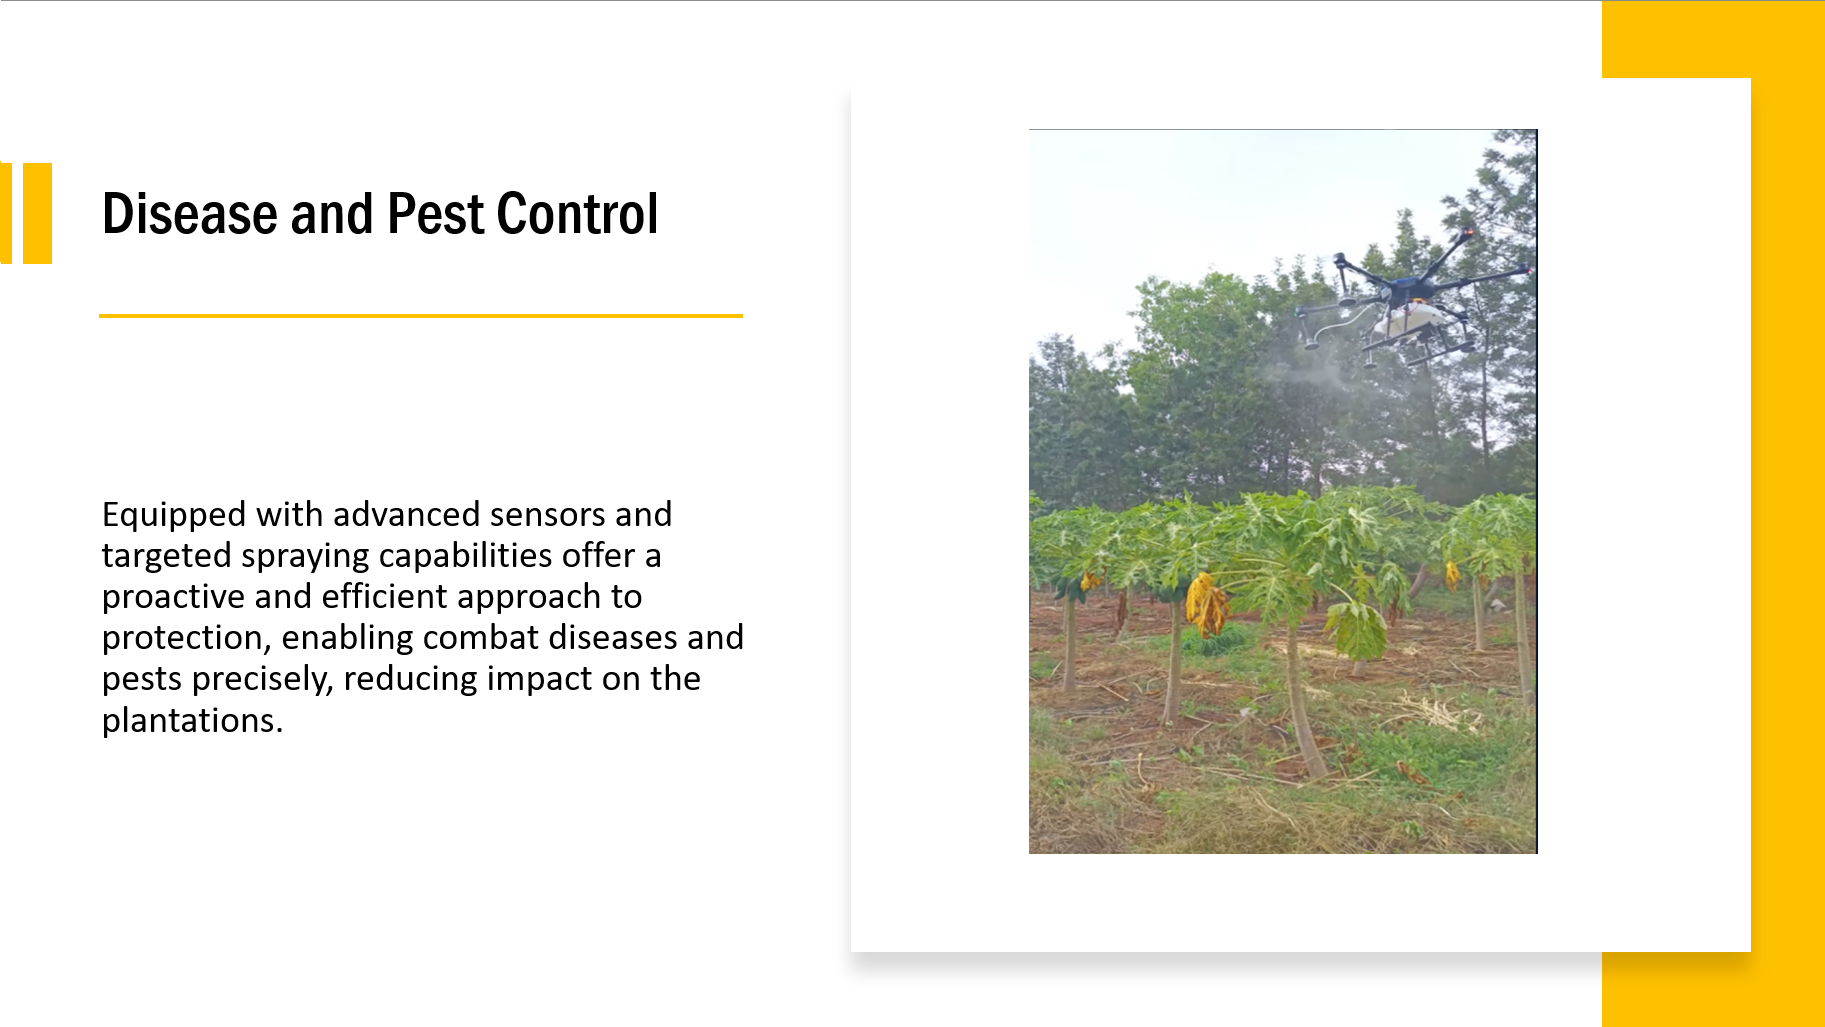 Disease and Pest Control
Equipped with advanced sensors and
targeted spraying capabilities offer a
proactive and efficient approach to
protection, enabling combat diseases and
pests precisely, reducing impact on the
plantations.